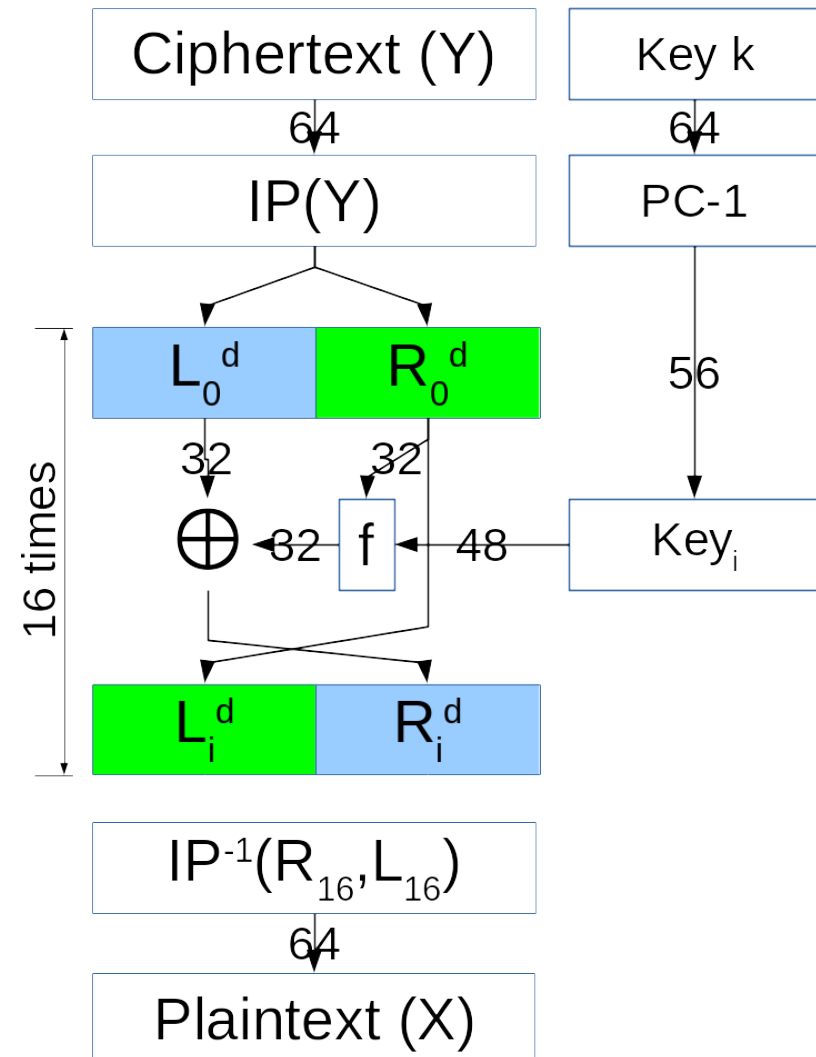 Ciphertext (Y)
Key k
64
64
IP(Y)
PC-1
L₀ᵈ
R₀ᵈ
56
32
32
16 times
32
f
48
Keyᵢ
Lᵢᵈ
Rᵢᵈ
IP⁻¹(R₁₆,L₁₆)
64
Plaintext (X)